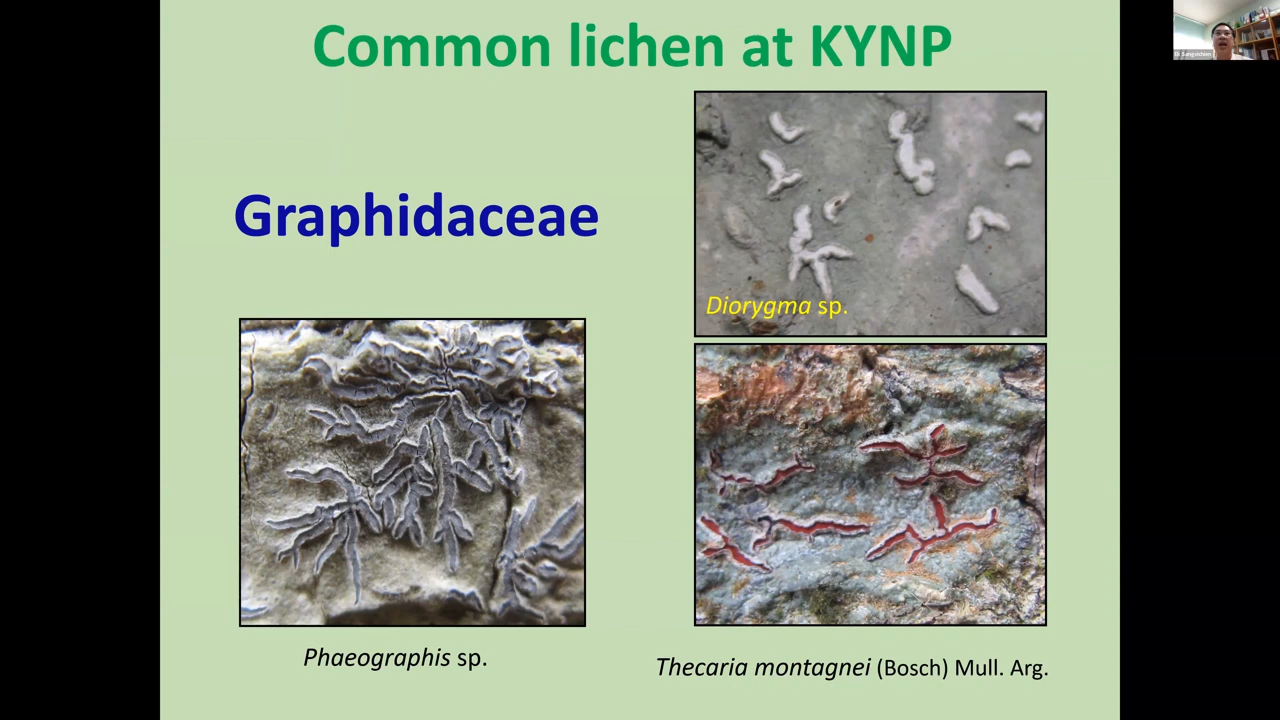 Common lichen at KYNP
Graphidaceae
Diorygma sp.
Phaeographis sp.
Thecaria montagnei (Bosch) Mull. Arg.